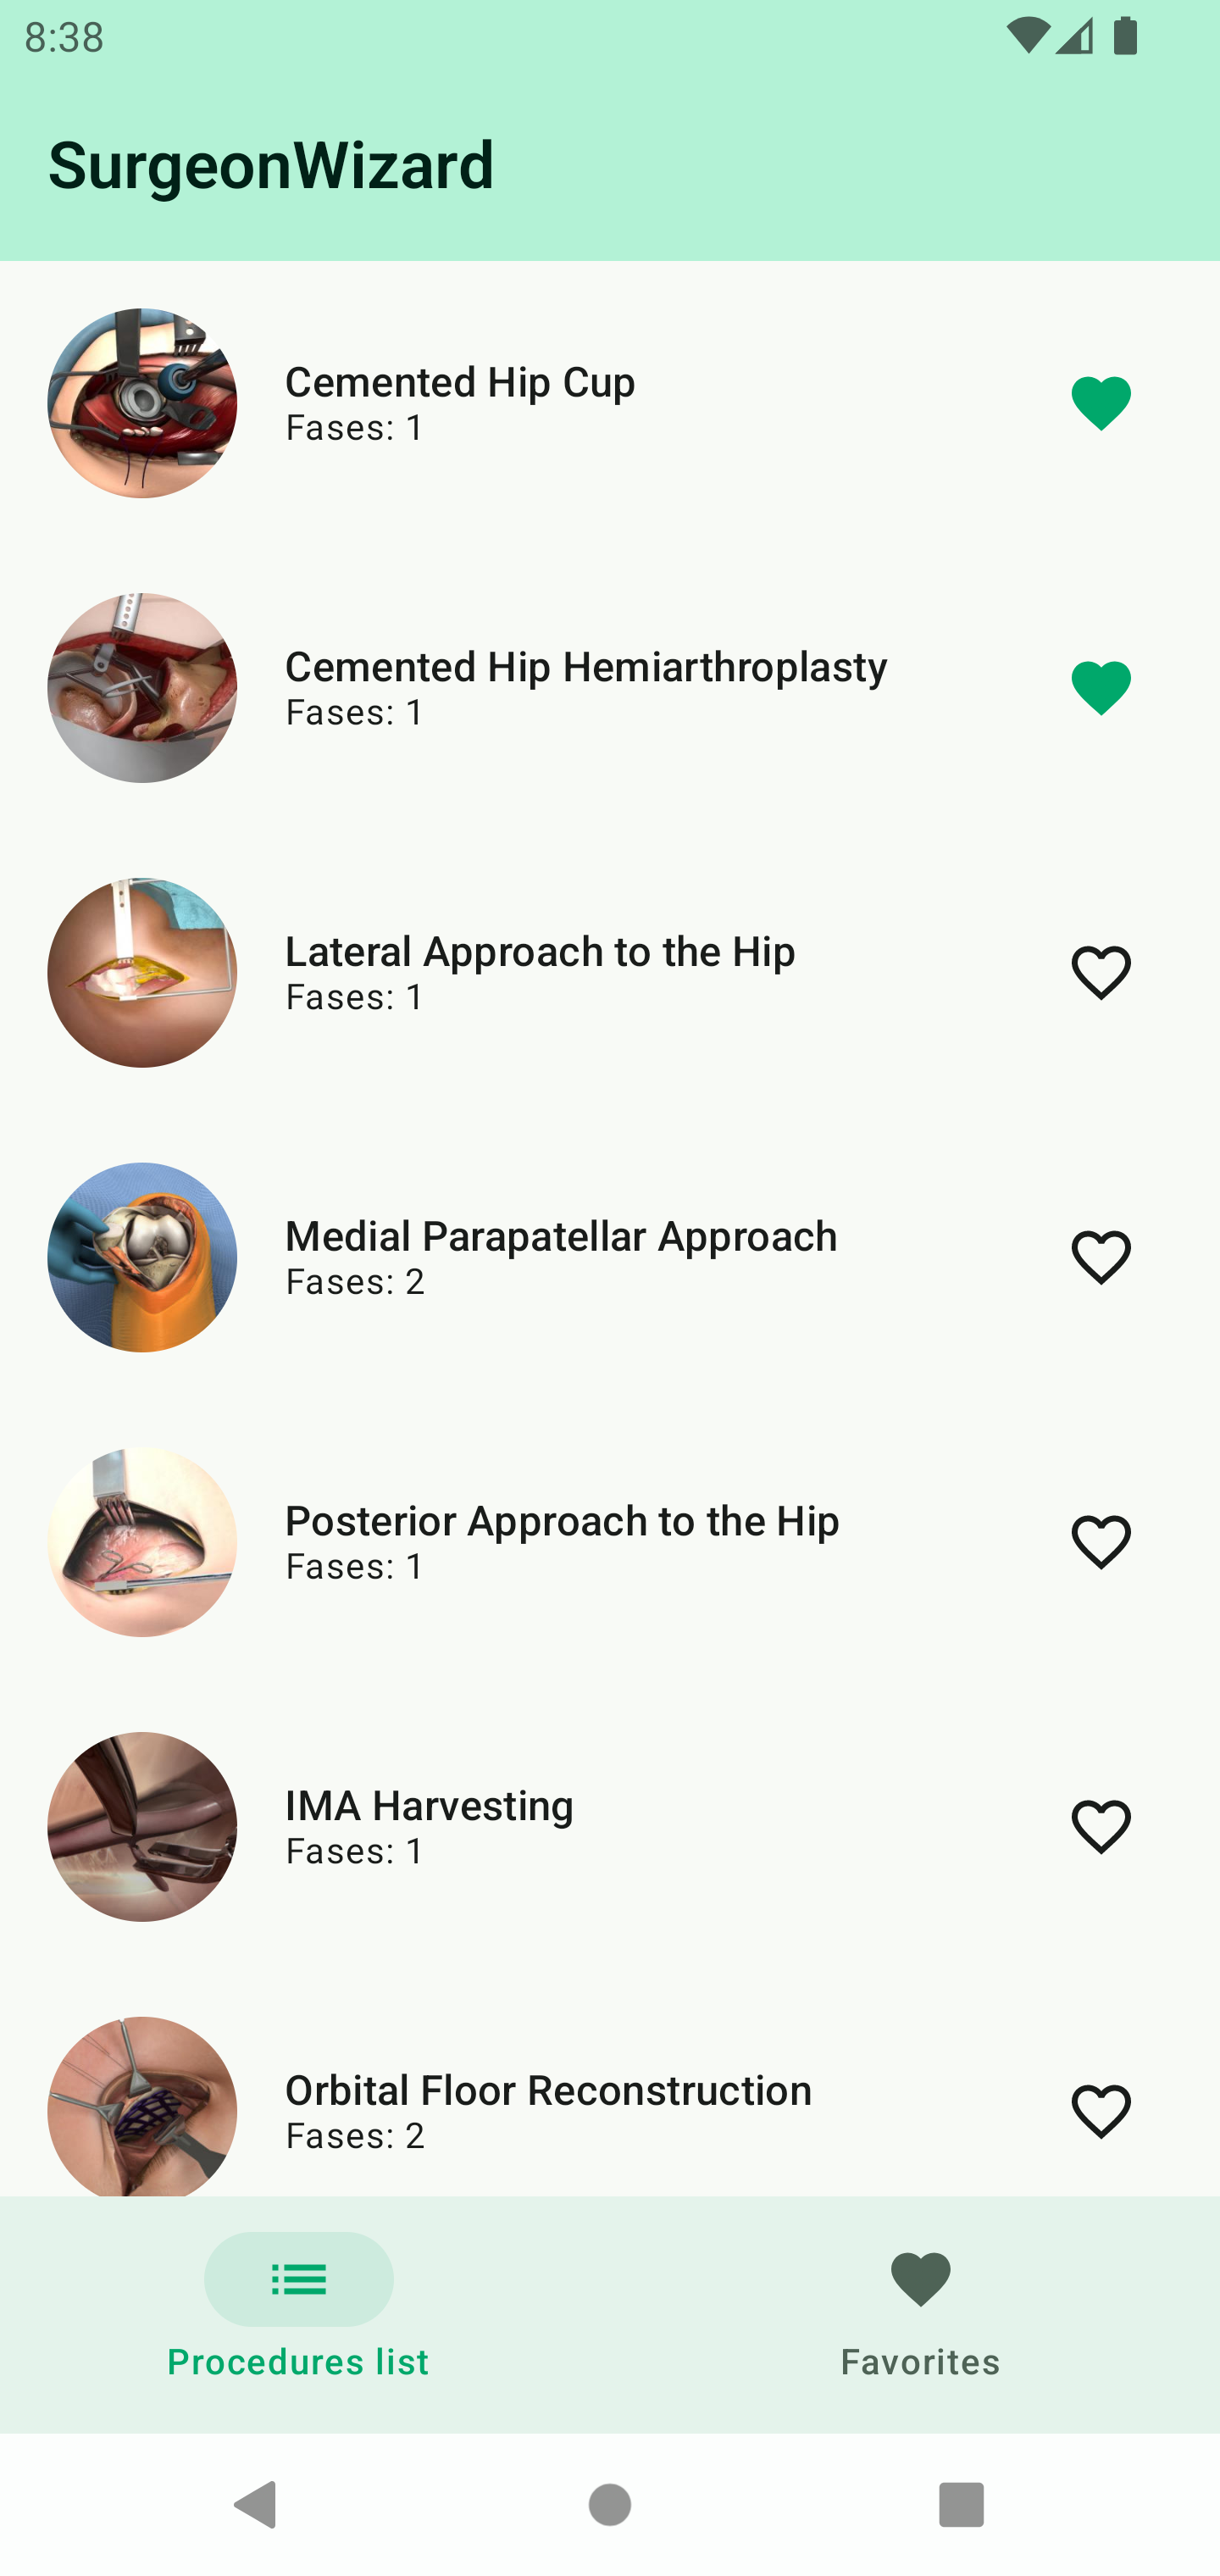 8:38
SurgeonWizard
Cemented Hip Cup
Fases: 1
Cemented Hip Hemiarthroplasty
Fases: 1
Lateral Approach to the Hip
Fases: 1
Medial Parapatellar Approach
Fases: 2
Posterior Approach to the Hip
Fases: 1
IMA Harvesting
Fases: 1
Orbital Floor Reconstruction
Fases: 2
Procedures list
Favorites